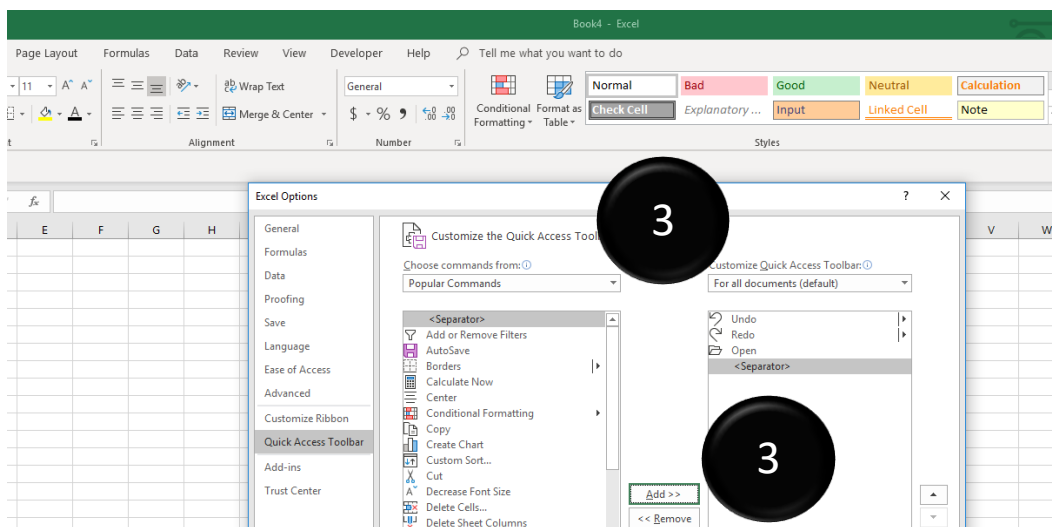 Book4 - Excel
Page Layout Formulas Data Review View Developer Help Tell me what you want to do
11 A^ A˅ ab Wrap Text General Normal Bad Good Neutral Calculation
A Merge & Center $ % , .00 Conditional Formatting Format as Table Check Cell Explanatory ... Input Linked Cell Note
Alignment Number Styles
fx Excel Options ? ×
E F G H V W
General
Formulas
Data
Proofing
Save
Language
Ease of Access
Advanced
Customize Ribbon
Quick Access Toolbar
Add-ins
Trust Center
Customize the Quick Access
3
Choose commands from:
Popular Commands
<Separator>
Add or Remove Filters
AutoSave
Borders
Calculate Now
Center
Conditional Formatting
Copy
Create Chart
Custom Sort...
Cut
Decrease Font Size
Delete Cells...
Delete Sheet Columns
Add >>
<< Remove
Customize Quick Access Toolbar:
For all documents (default)
Undo
Redo
Open
<Separator>
3